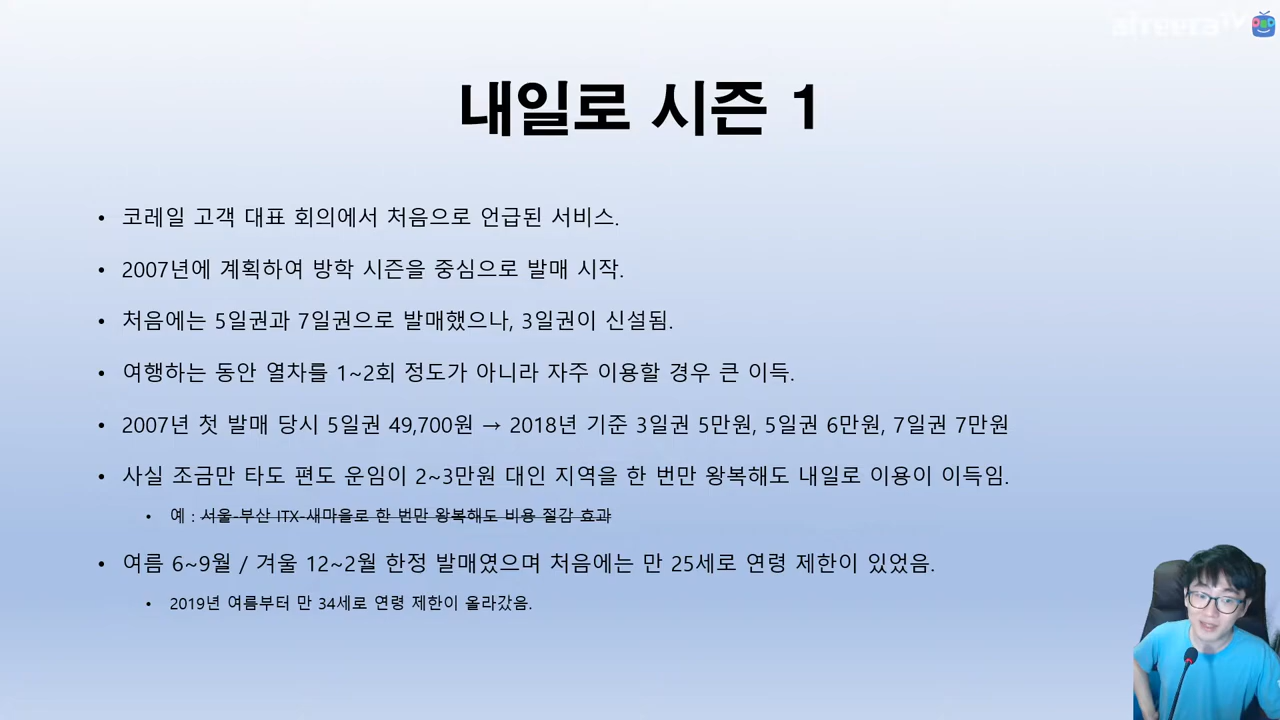 afreecaTV
내일로 시즌 1
• 코레일 고객 대표 회의에서 처음으로 언급된 서비스.
• 2007년에 계획하여 방학 시즌을 중심으로 발매 시작.
• 처음에는 5일권과 7일권으로 발매했으나, 3일권이 신설됨.
• 여행하는 동안 열차를 1~2회 정도가 아니라 자주 이용할 경우 큰 이득.
• 2007년 첫 발매 당시 5일권 49,700원 → 2018년 기준 3일권 5만원, 5일권 6만원, 7일권 7만원
• 사실 조금만 타도 편도 운임이 2~3만원 대인 지역을 한 번만 왕복해도 내일로 이용이 이득임.
• 예 : 서울-부산 ITX-새마을로 한 번만 왕복해도 비용 절감 효과
• 여름 6~9월 / 겨울 12~2월 한정 발매였으며 처음에는 만 25세로 연령 제한이 있었음.
• 2019년 여름부터 만 34세로 연령 제한이 올라갔음.